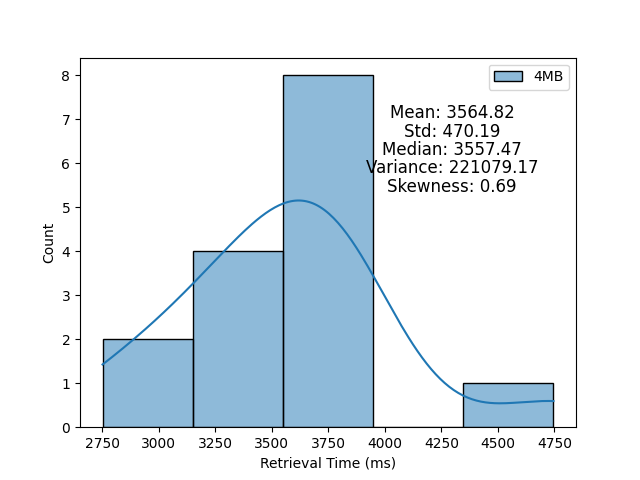 4MB
Mean: 3564.82
Std: 470.19
Median: 3557.47
Variance: 221079.17
Skewness: 0.69
Count
8
7
6
5
4
3
2
1
0
2750 3000 3250 3500 3750 4000 4250 4500 4750
Retrieval Time (ms)